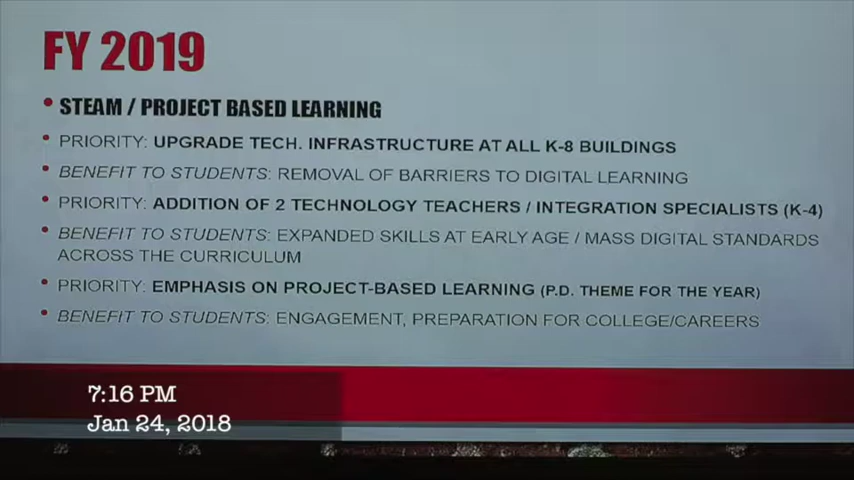 FY 2019
• STEAM / PROJECT BASED LEARNING
• PRIORITY: UPGRADE TECH. INFRASTRUCTURE AT ALL K-8 BUILDINGS
• BENEFIT TO STUDENTS: REMOVAL OF BARRIERS TO DIGITAL LEARNING
• PRIORITY: ADDITION OF 2 TECHNOLOGY TEACHERS / INTEGRATION SPECIALISTS (K-4)
• BENEFIT TO STUDENTS: EXPANDED SKILLS AT EARLY AGE / MASS DIGITAL STANDARDS
ACROSS THE CURRICULUM
• PRIORITY: EMPHASIS ON PROJECT-BASED LEARNING (P.D. THEME FOR THE YEAR)
• BENEFIT TO STUDENTS: ENGAGEMENT, PREPARATION FOR COLLEGE/CAREERS
7:16 PM
Jan 24, 2018